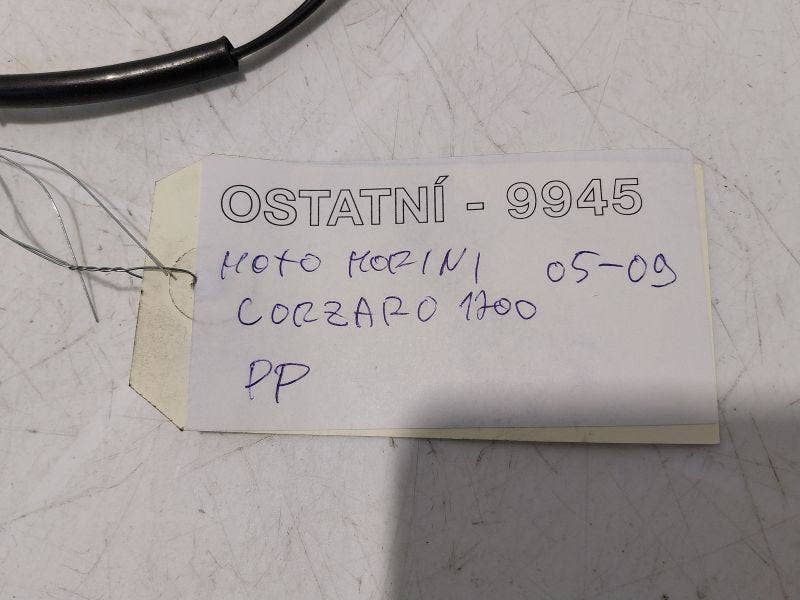 OSTATNÍ - 9945
MOTO MORINI 05-09
CORZARO 1200
PP